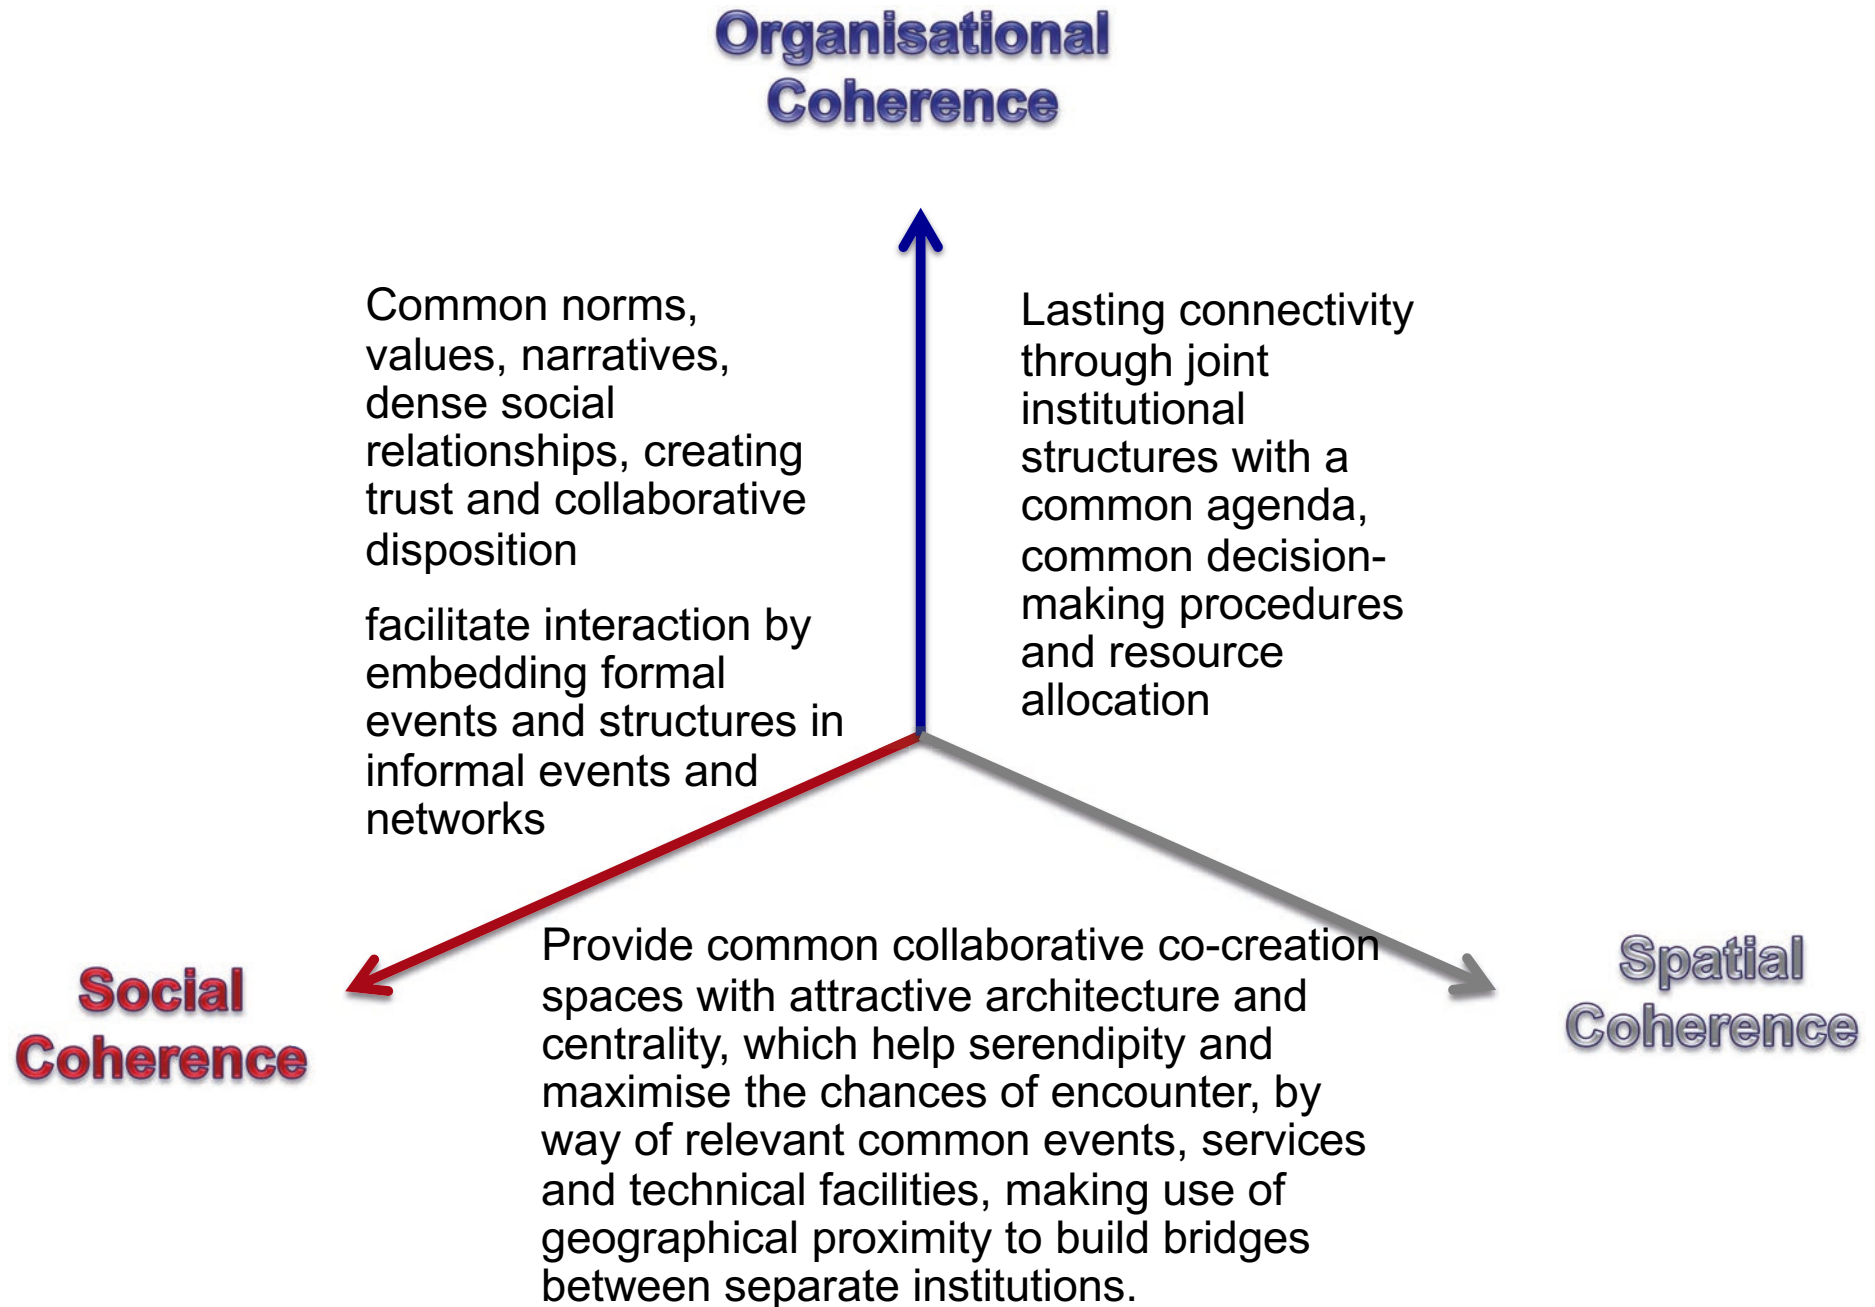 Organisational
Coherence
Common norms,
values, narratives,
dense social
relationships, creating
trust and collaborative
disposition
facilitate interaction by
embedding formal
events and structures in
informal events and
networks
Lasting connectivity
through joint
institutional
structures with a
common agenda,
common decision-
making procedures
and resource
allocation
Social
Coherence
Provide common collaborative co-creation
spaces with attractive architecture and
centrality, which help serendipity and
maximise the chances of encounter, by
way of relevant common events, services
and technical facilities, making use of
geographical proximity to build bridges
between separate institutions.
Spatial
Coherence